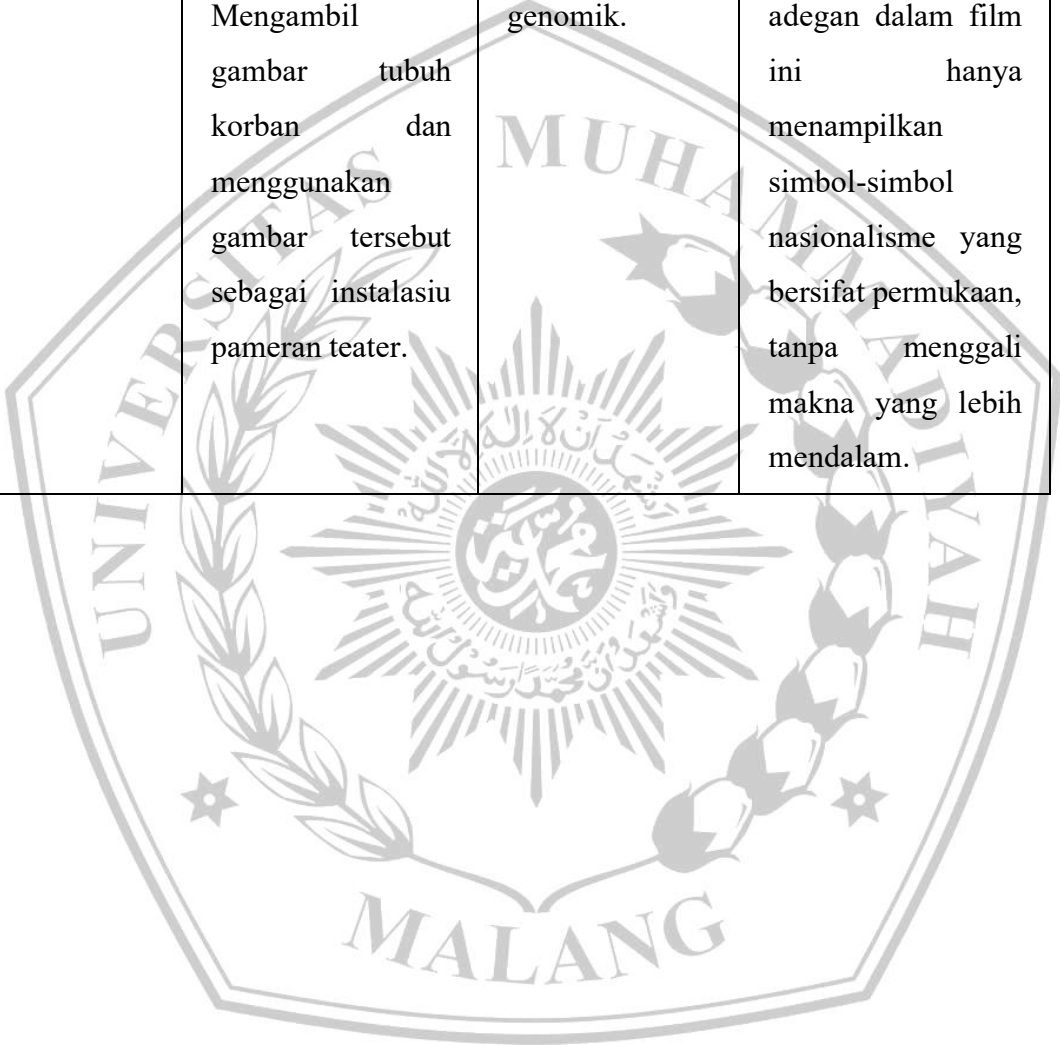 Mengambil
gambar tubuh
korban dan
menggunakan
gambar tersebut
sebagai instalasiu
pameran teater.
genomik.
adegan dalam film
ini hanya
menampilkan
simbol-simbol
nasionalisme yang
bersifat permukaan,
tanpa menggali
makna yang lebih
mendalam.
UNIVERSITAS MUHAMMADIYAH
MALANG